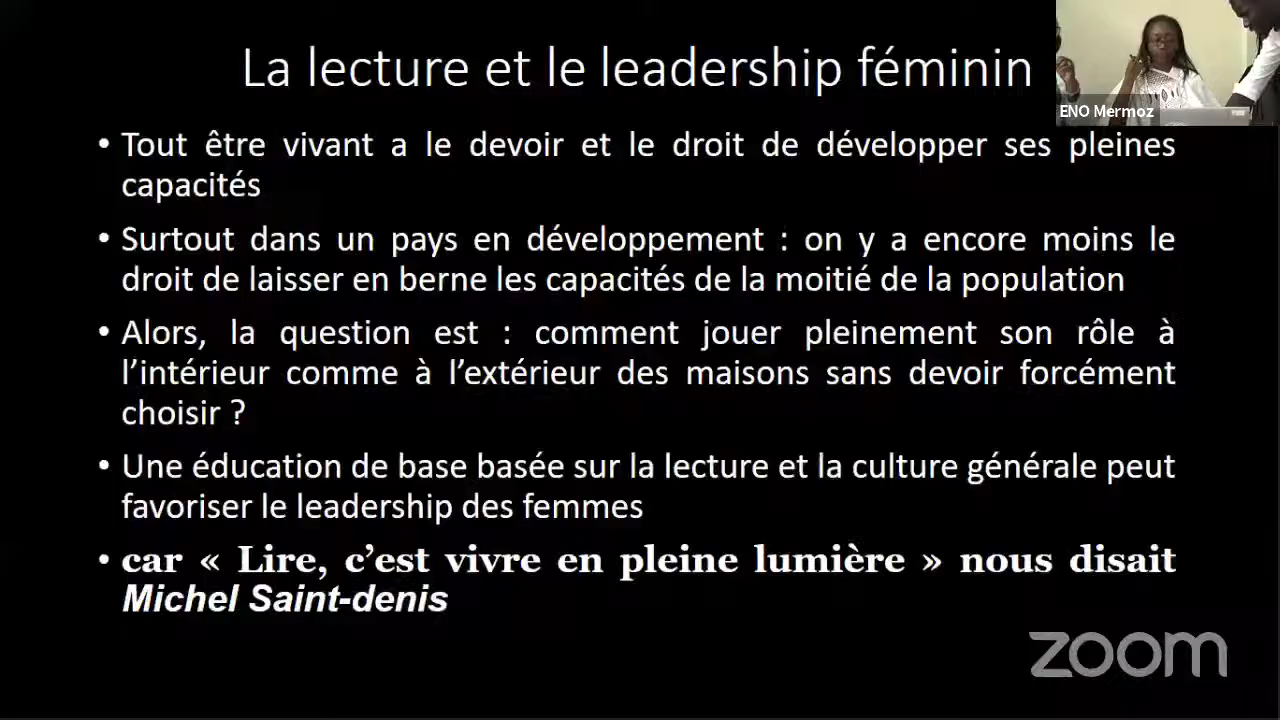 La lecture et le leadership féminin
ENO Mermoz
• Tout être vivant a le devoir et le droit de développer ses pleines
capacités
• Surtout dans un pays en développement : on y a encore moins le
droit de laisser en berne les capacités de la moitié de la population
• Alors, la question est : comment jouer pleinement son rôle à
l’intérieur comme à l’extérieur des maisons sans devoir forcément
choisir ?
• Une éducation de base basée sur la lecture et la culture générale peut
favoriser le leadership des femmes
• car « Lire, c’est vivre en pleine lumière » nous disait
Michel Saint-denis
zoom